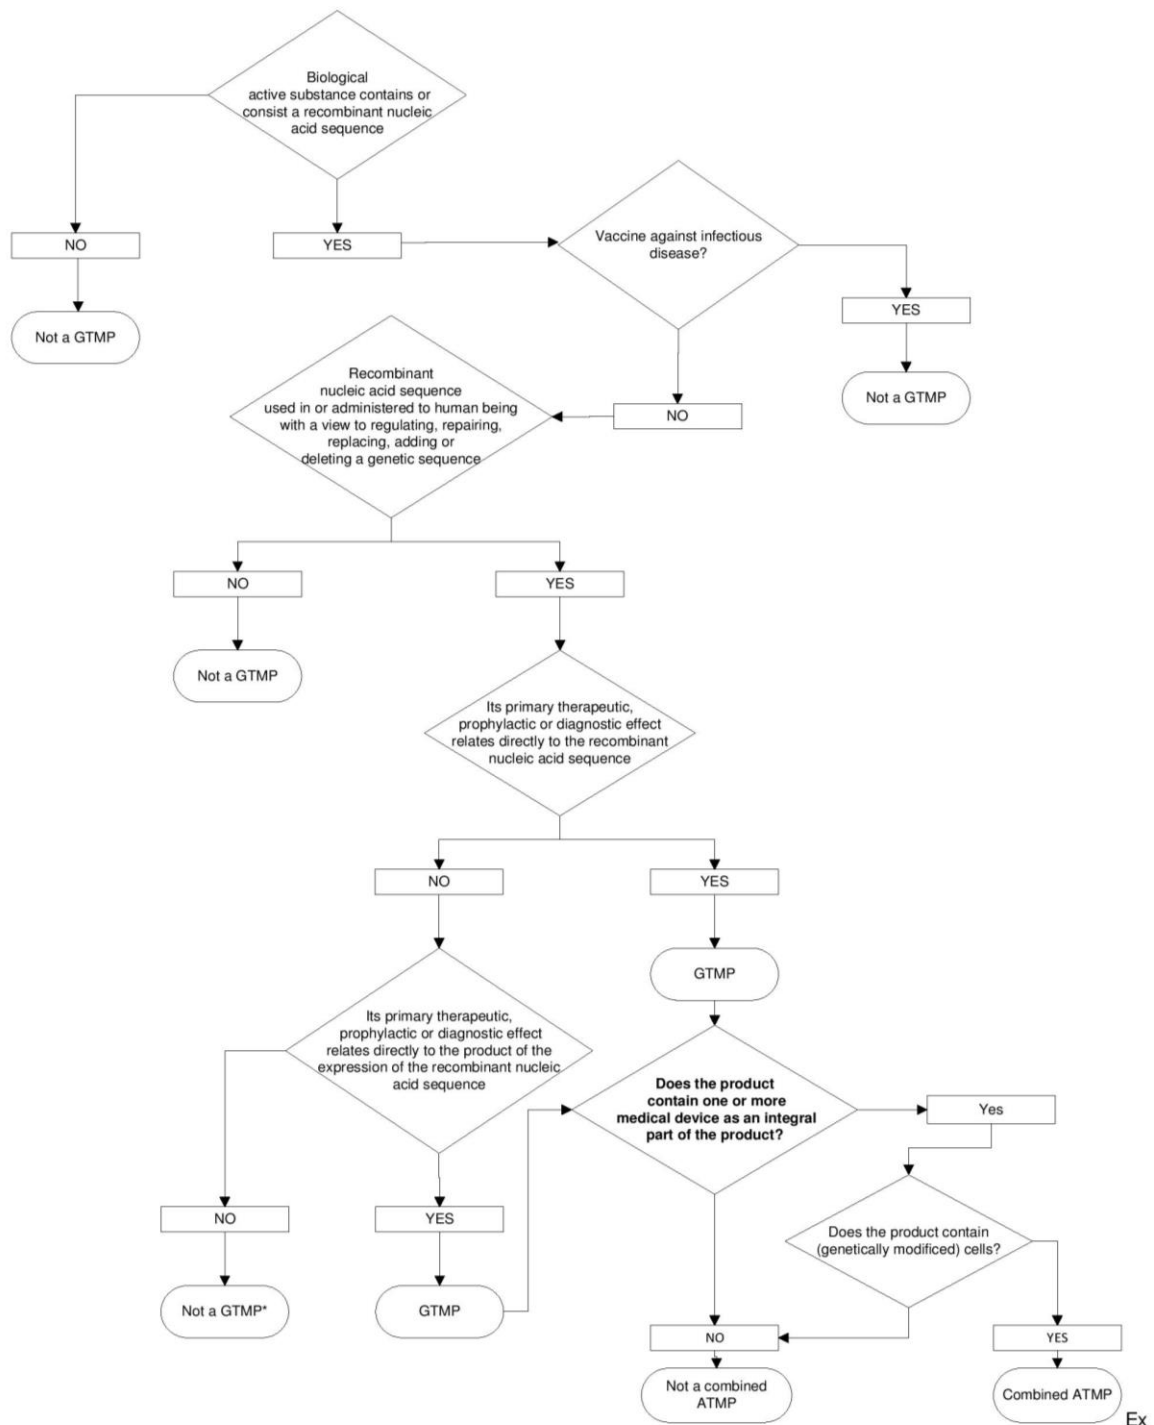 Biological
active substance contains or
consist a recombinant nucleic
acid sequence
NO
YES
Vaccine against infectious
disease?
YES
Not a GTMP
Not a GTMP
NO
Recombinant
nucleic acid sequence
used in or administered to human being
with a view to regulating, repairing,
replacing, adding or
deleting a genetic sequence
NO
YES
Not a GTMP
Its primary therapeutic,
prophylactic or diagnostic effect
relates directly to the recombinant
nucleic acid sequence
NO
YES
GTMP
Its primary therapeutic,
prophylactic or diagnostic effect
relates directly to the product of the
expression of the recombinant nucleic
acid sequence
Does the product
contain one or more
medical device as an integral
part of the product?
Yes
NO
YES
Does the product contain
(genetically modificed) cells?
Not a GTMP*
GTMP
NO
YES
Not a combined
ATMP
Combined ATMP
Ex